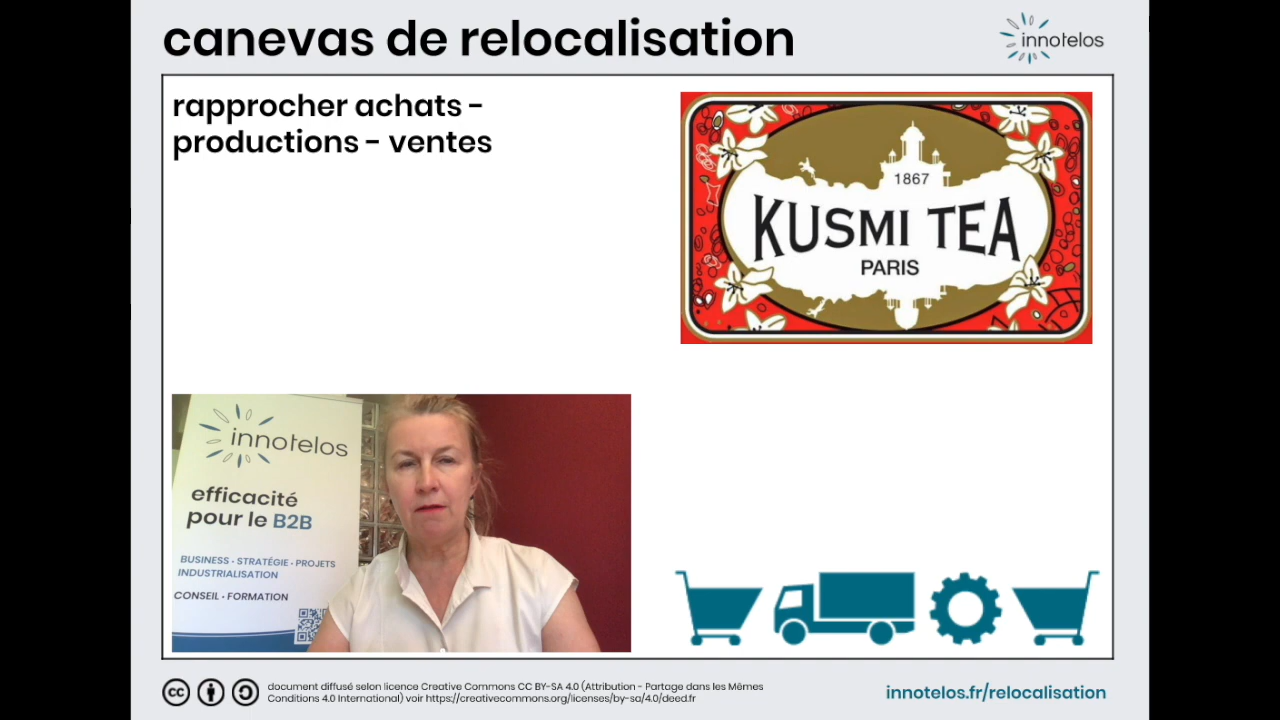 canevas de relocalisation
innotelos
rapprocher achats -
productions - ventes
1867
KUSMI TEA
PARIS
innotelos
efficacité
pour le B2B
BUSINESS - STRATÉGIE - PROJETS
INDUSTRIALISATION
CONSEIL - FORMATION
cc
document diffusé selon licence Creative Commons CC BY-SA 4.0 (Attribution - Partage dans les Mêmes
Conditions 4.0 International) voir https://creativecommons.org/licenses/by-sa/4.0/deed.fr
innotelos.fr/relocalisation